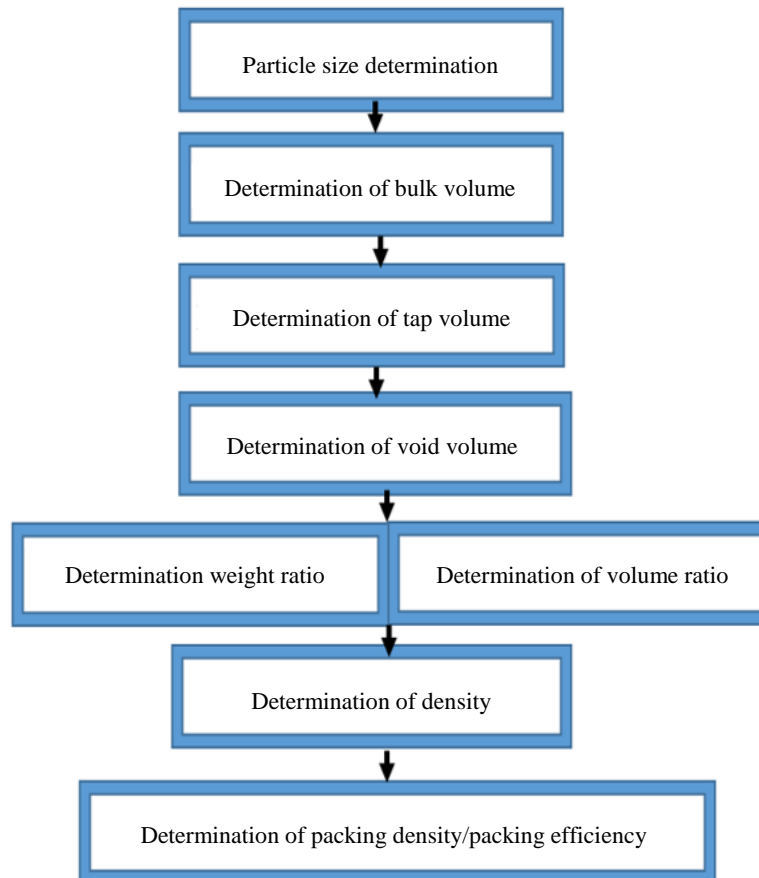 Particle size determination
Determination of bulk volume
Determination of tap volume
Determination of void volume
Determination weight ratio
Determination of volume ratio
Determination of density
Determination of packing density/packing efficiency